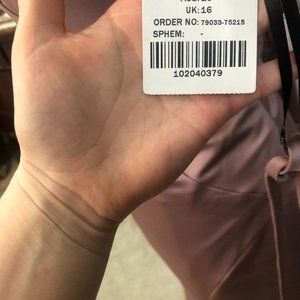 UK:16
ORDER NO: 79033-75215
SPHEM: -
102040379